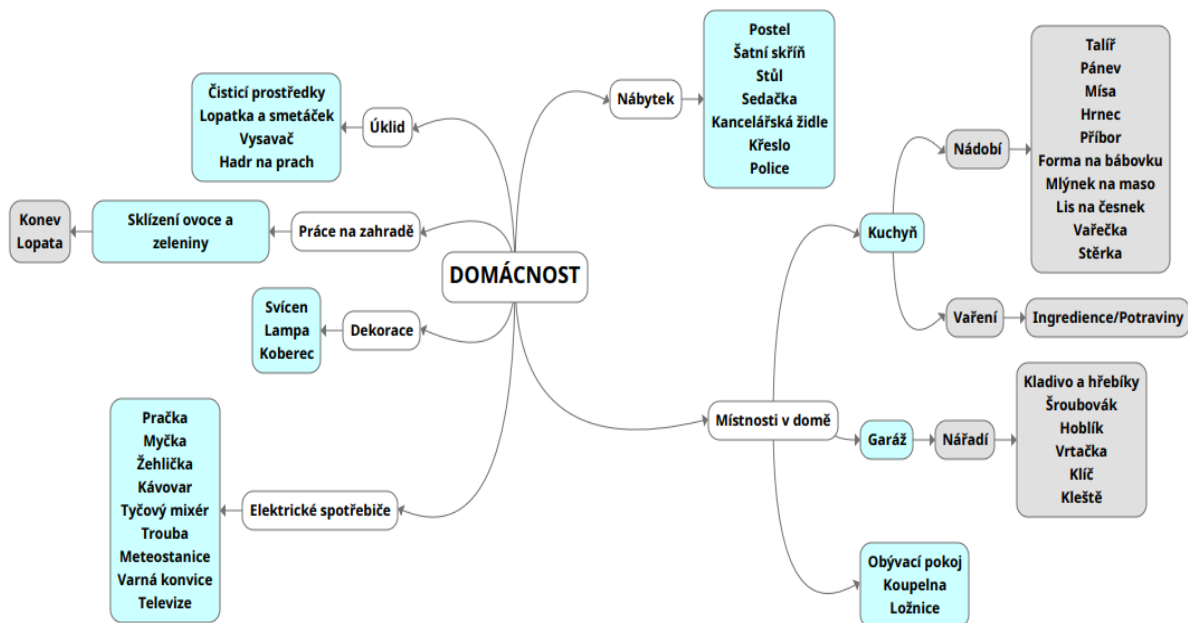 DOMÁCNOST
Úklid
Čisticí prostředky
Lopatka a smetáček
Vysavač
Hadr na prach
Práce na zahradě
Sklízení ovoce a
zeleniny
Konev
Lopata
Dekorace
Svícen
Lampa
Koberec
Elektrické spotřebiče
Pračka
Myčka
Žehlička
Kávovar
Tyčový mixér
Trouba
Meteostanice
Varná konvice
Televize
Nábytek
Postel
Šatní skříň
Stůl
Sedačka
Kancelářská židle
Křeslo
Police
Místnosti v domě
Kuchyň
Nádobí
Talíř
Pánev
Mísa
Hrnec
Příbor
Forma na bábovku
Mlýnek na maso
Lis na česnek
Vařečka
Stěrka
Vaření
Ingredience/Potraviny
Garáž
Nářadí
Kladivo a hřebíky
Šroubovák
Hoblík
Vrtačka
Klíč
Kleště
Obývací pokoj
Koupelna
Ložnice